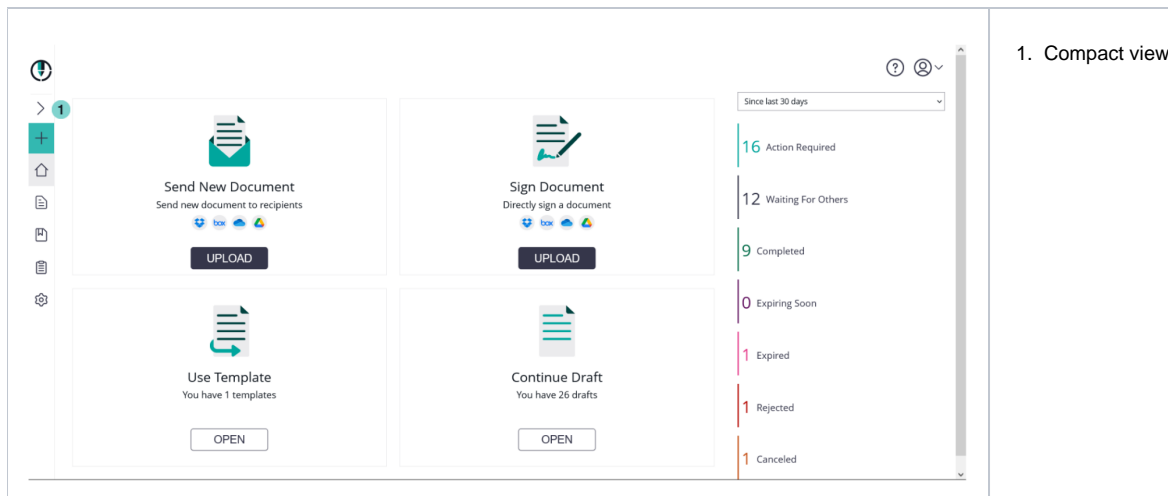 1. Compact view
1
Since last 30 days
Send New Document
Send new document to recipients
box
UPLOAD
Sign Document
Directly sign a document
box
UPLOAD
Use Template
You have 1 templates
OPEN
Continue Draft
You have 26 drafts
OPEN
16 Action Required
12 Waiting For Others
9 Completed
0 Expiring Soon
1 Expired
1 Rejected
1 Canceled